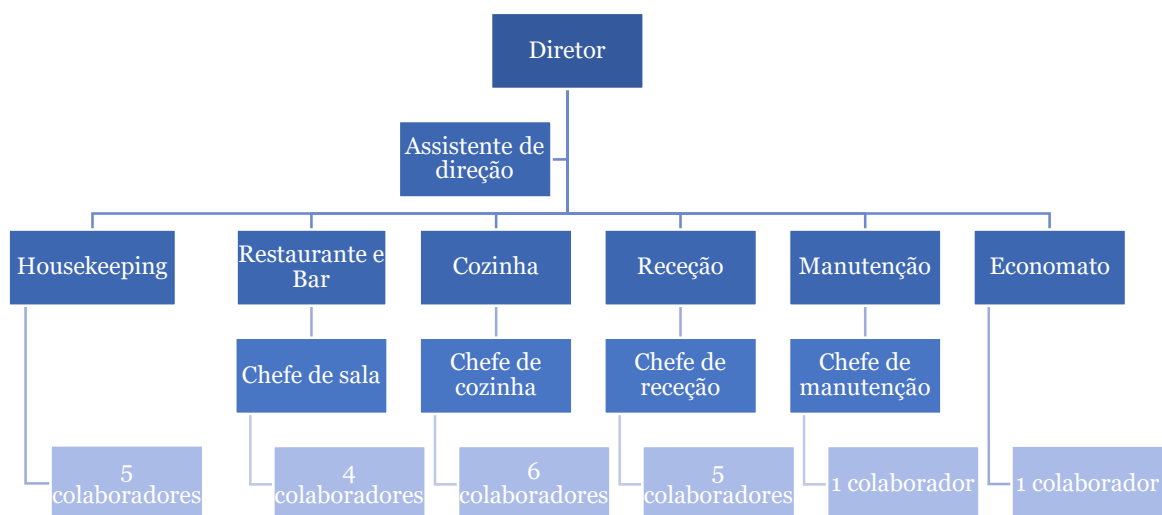 Diretor
Assistente de
direção
Housekeeping
Restaurante e
Bar
Cozinha
Receção
Manutenção
Economato
Chefe de sala
Chefe de
cozinha
Chefe de
receção
Chefe de
manutenção
5
colaboradores
4
colaboradores
6
colaboradores
5
colaboradores
1 colaborador
1 colaborador